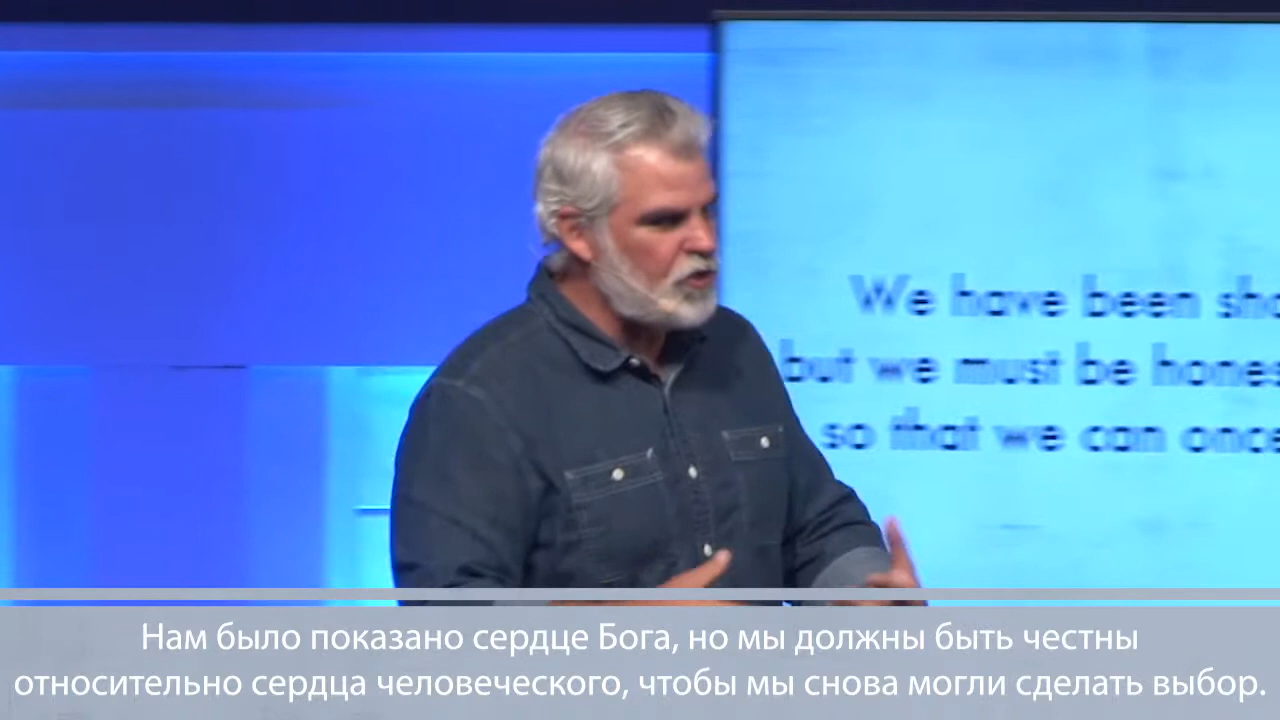 We have been sho
but we must be hones
so that we can once
Нам было показано сердце Бога, но мы должны быть честны
относительно сердца человеческого, чтобы мы снова могли сделать выбор.